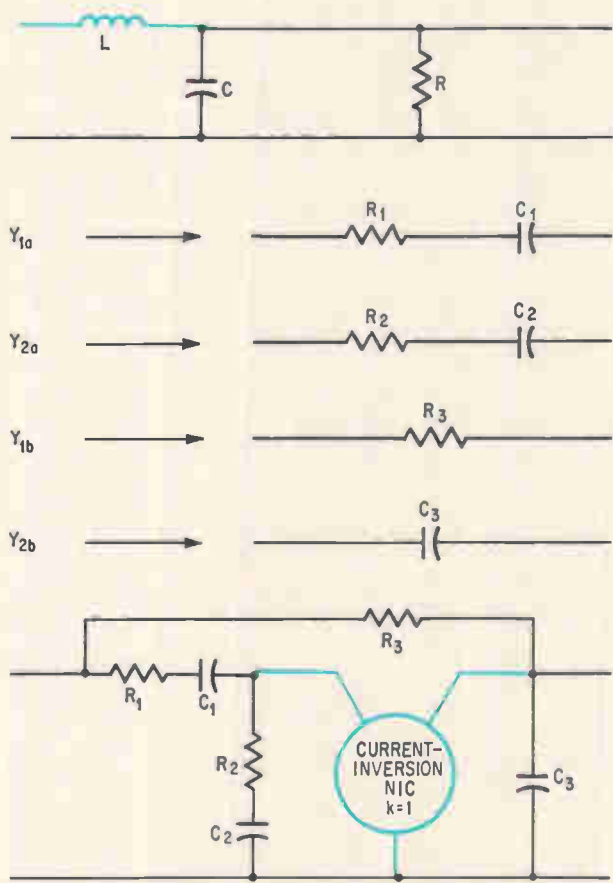 L
C
R
Y1a
R1
C1
Y2a
R2
C2
Y1b
R3
Y2b
C3
R3
R1
C1
R2
C2
CURRENT-
INVERSION
NIC
k=1
C3